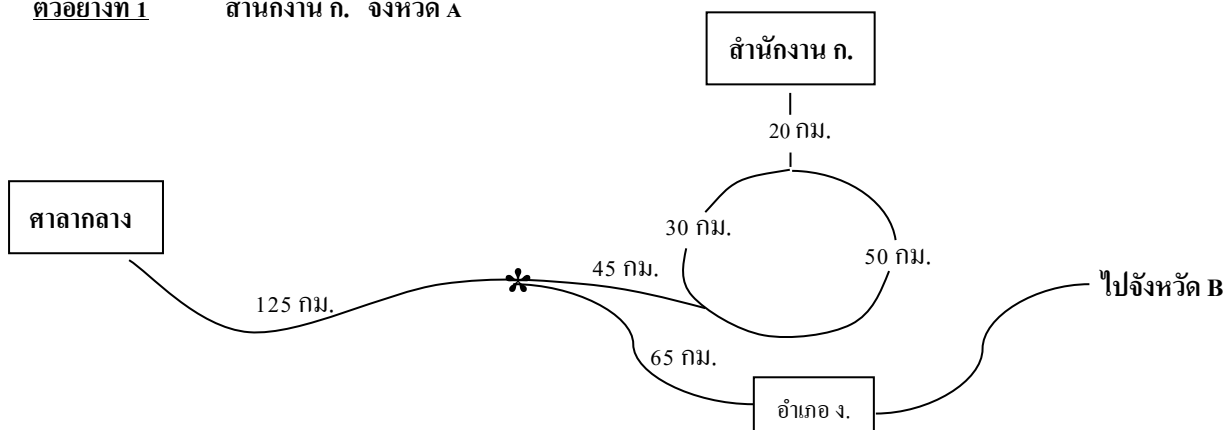 ตัวอย่างที่ 1 สำนักงาน ก. จังหวัด A
สำนักงาน ก.
20 กม.
ศาลากลาง
30 กม.
50 กม.
45 กม.
125 กม.
ไปจังหวัด B
65 กม.
อำเภอ ง.